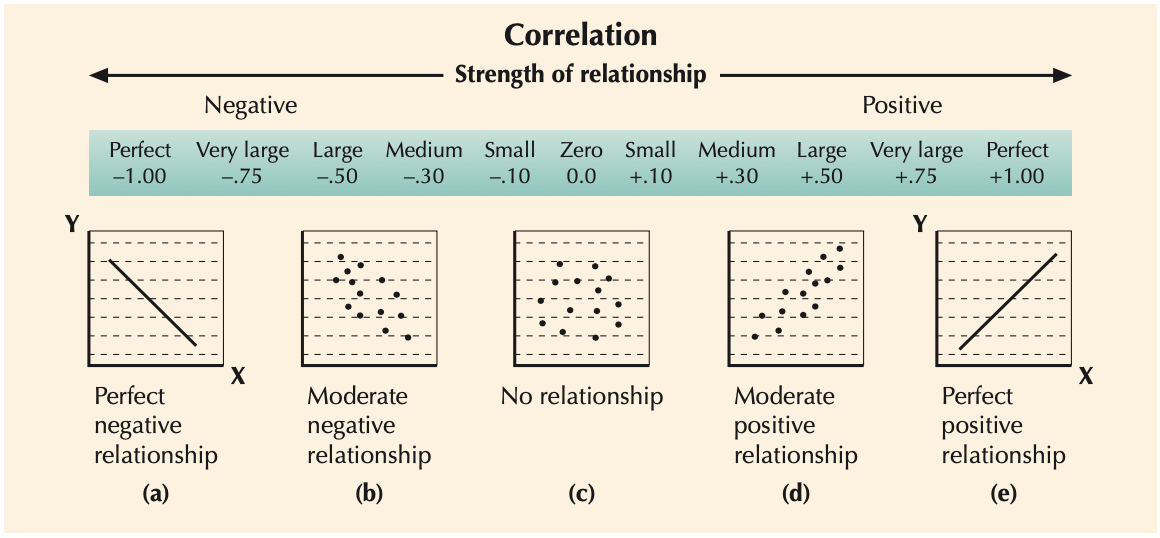 Correlation
Strength of relationship
Negative Positive
Perfect Very large Large Medium Small Zero Small Medium Large Very large Perfect
–1.00 –.75 –.50 –.30 –.10 0.0 +.10 +.30 +.50 +.75 +1.00
Y Y
X X
Perfect
negative
relationship
(a)
Moderate
negative
relationship
(b)
No relationship
(c)
Moderate
positive
relationship
(d)
Perfect
positive
relationship
(e)